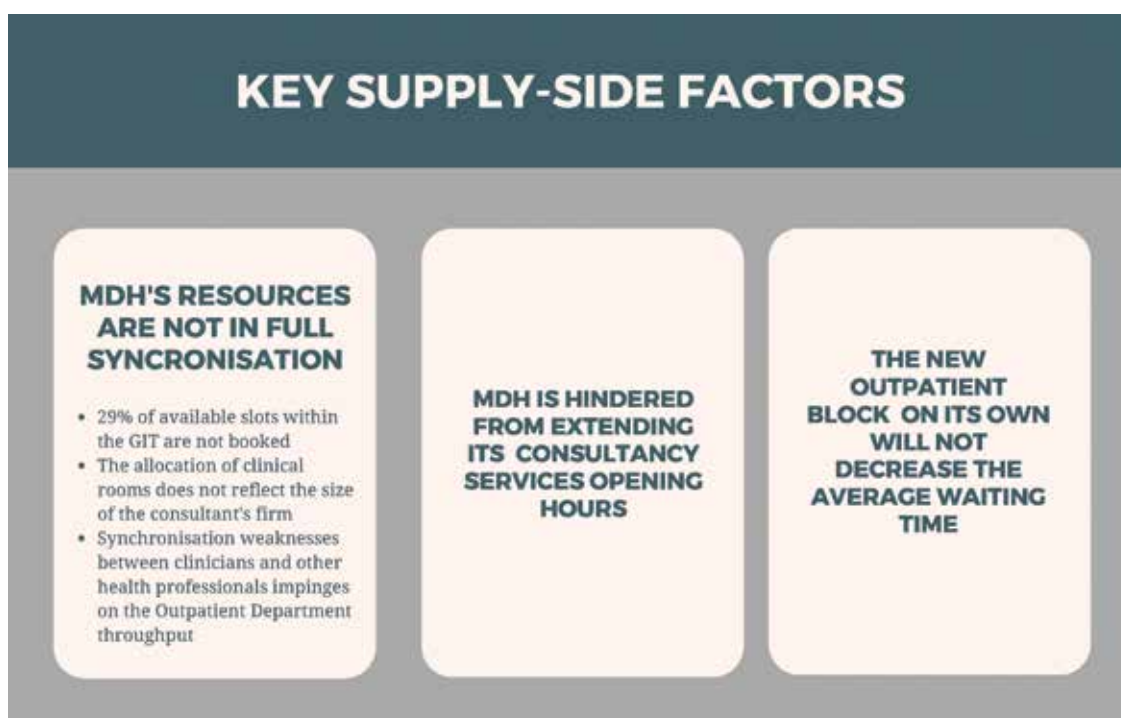 KEY SUPPLY-SIDE FACTORS
MDH'S RESOURCES
ARE NOT IN FULL
SYNCRONISATION
• 29% of available slots within
the GIT are not booked
• The allocation of clinical
rooms does not reflect the size
of the consultant's firm
• Synchronisation weaknesses
between clinicians and other
health professionals impinges
on the Outpatient Department
throughput
MDH IS HINDERED
FROM EXTENDING
ITS CONSULTANCY
SERVICES OPENING
HOURS
THE NEW
OUTPATIENT
BLOCK ON ITS OWN
WILL NOT
DECREASE THE
AVERAGE WAITING
TIME